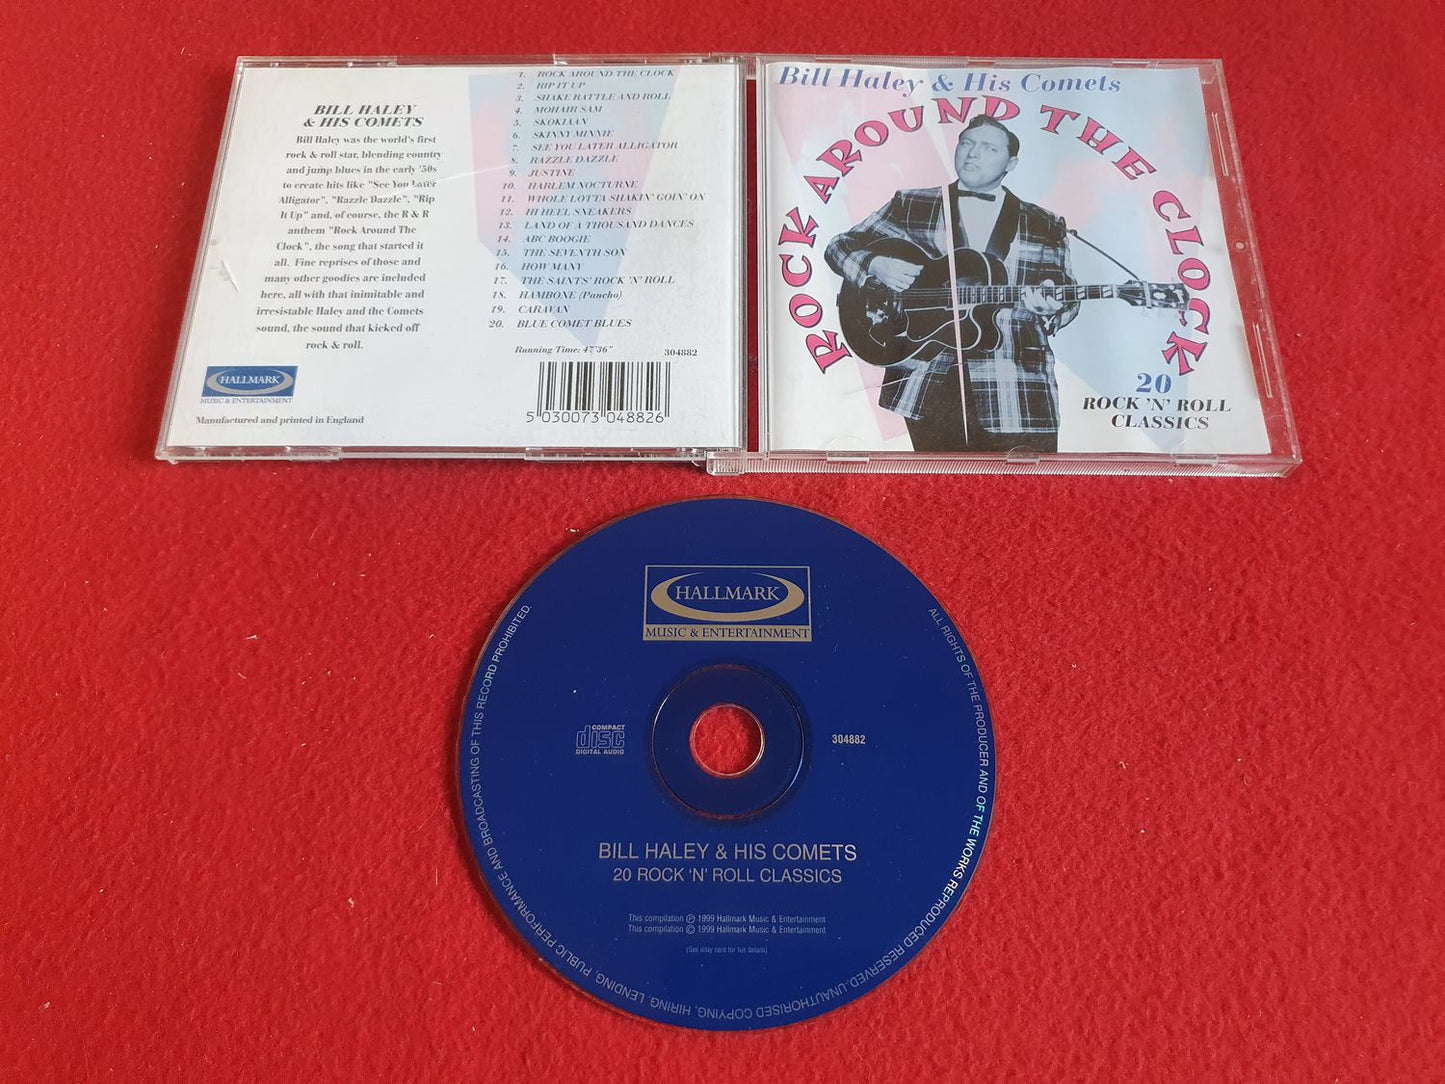 BILL HALEY
& HIS COMETS
Bill Haley was the world's first
rock & roll star, blending country
and jump blues in the early '50s
to create hits like "See You Later
Alligator", "Razzle Dazzle", "Rip
It Up" and, of course, the R & R
anthem "Rock Around The
Clock", the song that started it
all. Fine reprises of those and
many other goodies are included
here, all with that inimitable and
irresistable Haley and the Comets
sound, the sound that kicked off
rock & roll.
HALLMARK
MUSIC & ENTERTAINMENT
Manufactured and printed in England
1. ROCK AROUND THE CLOCK
2. RIP IT UP
3. SHAKE RATTLE AND ROLL
4. MOHAIR SAM
5. SKOKIAAN
6. SKINNY MINNIE
7. SEE YOU LATER ALLIGATOR
8. RAZZLE DAZZLE
9. JUSTINE
10. HARLEM NOCTURNE
11. WHOLE LOTTA SHAKIN' GOIN' ON
12. HI HEEL SNEAKERS
13. LAND OF A THOUSAND DANCES
14. ABC BOOGIE
15. THE SEVENTH SON
16. HOW MANY
17. THE SAINTS' ROCK 'N' ROLL
18. HAMBONE (Pancho)
19. CARAVAN
20. BLUE COMET BLUES
Running Time: 47'36"
304882
5 030073 048826
Bill Haley & His Comets
ROCK AROUND THE CLOCK
20
ROCK 'N' ROLL
CLASSICS
HALLMARK
MUSIC & ENTERTAINMENT
COMPACT
disc
DIGITAL AUDIO
304882
BILL HALEY & HIS COMETS
20 ROCK 'N' ROLL CLASSICS
This compilation ℗ 1999 Hallmark Music & Entertainment
This compilation © 1999 Hallmark Music & Entertainment
(See inlay card for full details)
ALL RIGHTS OF THE PRODUCER AND OF THE WORKS REPRODUCED RESERVED. UNAUTHORISED COPYING, HIRING, LENDING, PUBLIC PERFORMANCE AND BROADCASTING OF THIS RECORD PROHIBITED.